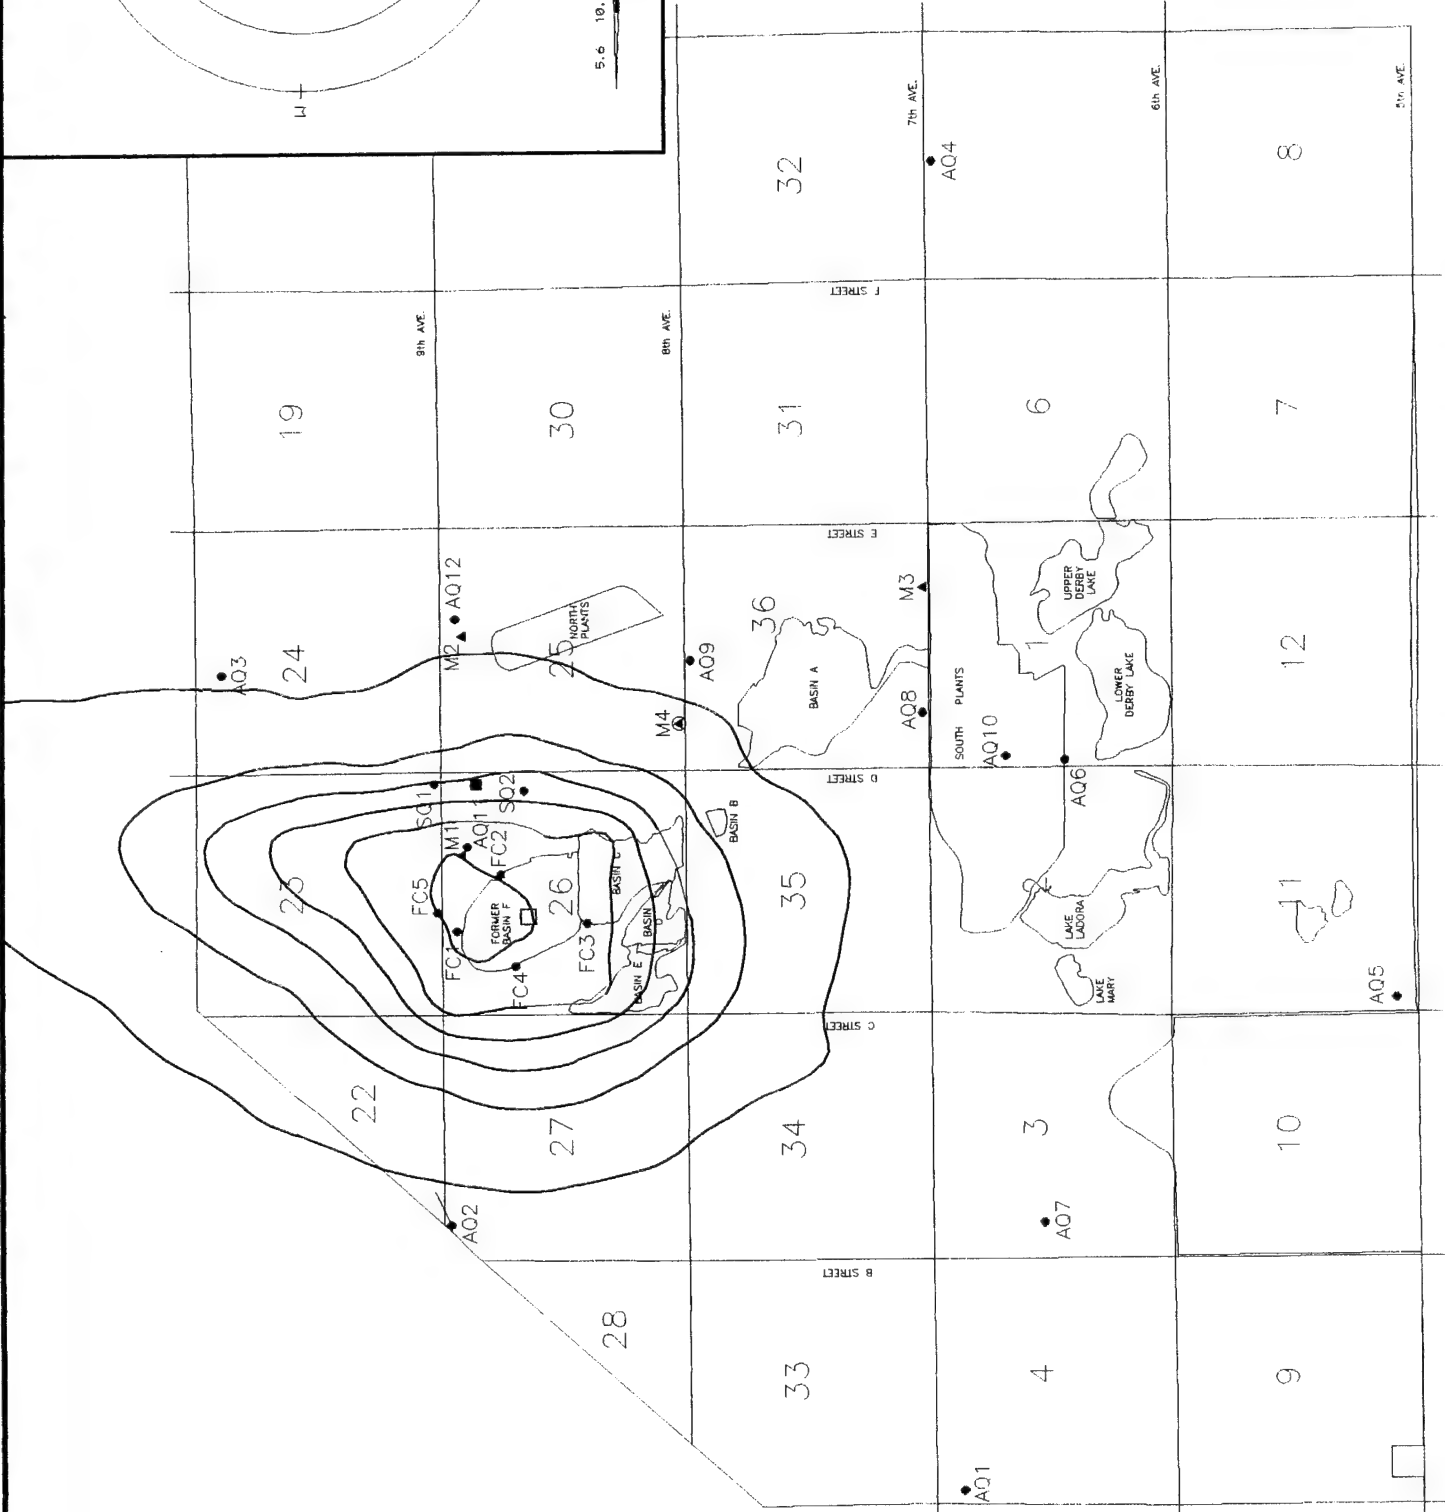 5.6 10.
W
7th AVE.
6th AVE.
5th AVE.
AQ4
32
8
F STREET
9th AVE.
8th AVE.
19
30
31
6
7
E STREET
M3
AQ12
M2
NORTH
PLANTS
25
36
AQ3
24
AQ9
M4
BASIN A
AQ8
SOUTH PLANTS
AQ10
1
UPPER
DERBY
LAKE
LOWER
DERBY LAKE
12
D STREET
AQ6
SQ1
SQ2
M1
AQ11
FC2
FC5
FC1
FC4
FC3
FORMER
BASIN F
26
BASIN C
BASIN
D
BASIN E
BASIN B
23
35
2
LAKE
LADORA
LAKE
MARY
11
AQ5
C STREET
22
27
34
3
10
AQ2
AQ7
B STREET
28
33
4
9
AQ1